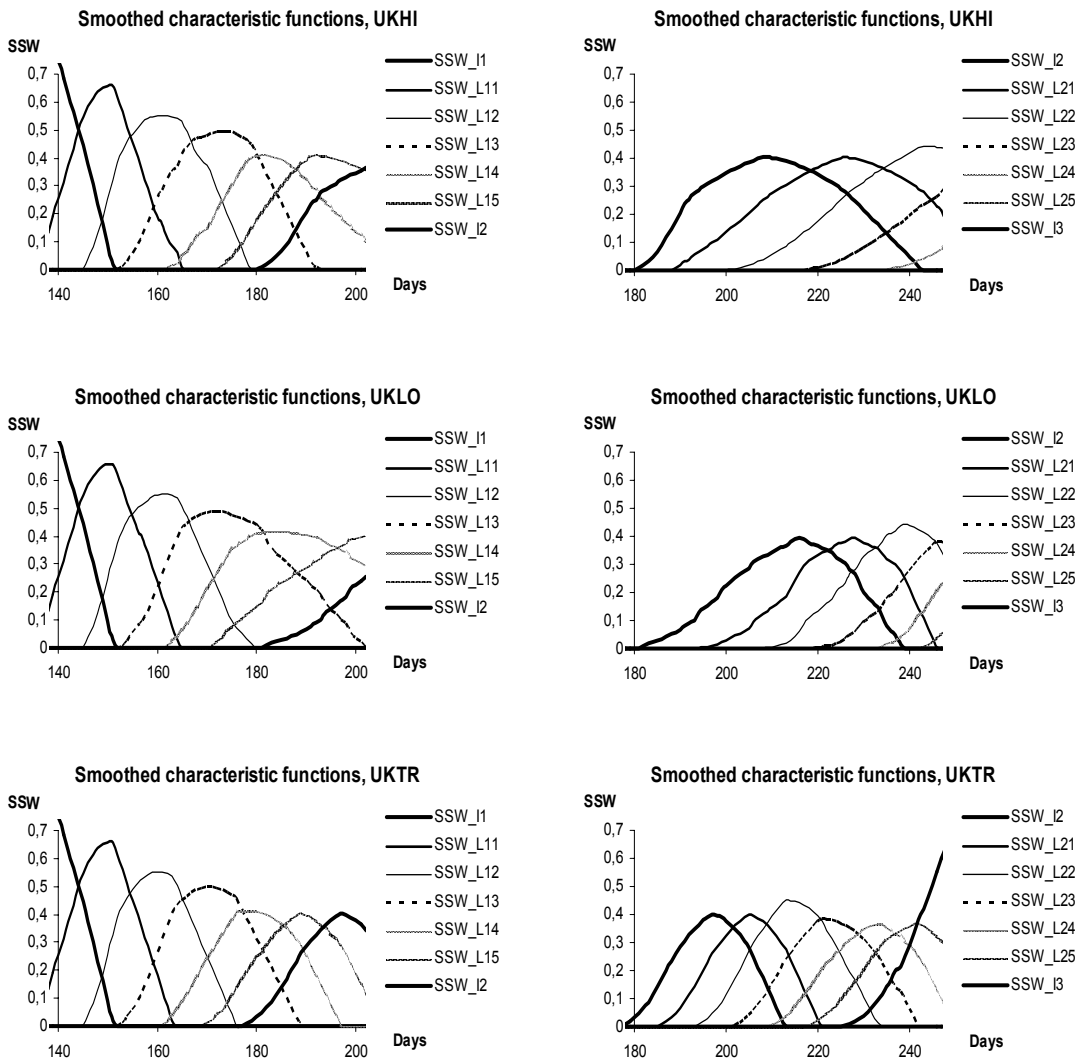 Smoothed characteristic functions, UKHI
SSW
0,7
0,6
0,5
0,4
0,3
0,2
0,1
0
140 160 180 200
Days
SSW_I1
SSW_L11
SSW_L12
SSW_L13
SSW_L14
SSW_L15
SSW_I2
Smoothed characteristic functions, UKHI
SSW
0,7
0,6
0,5
0,4
0,3
0,2
0,1
0
180 200 220 240
Days
SSW_I2
SSW_L21
SSW_L22
SSW_L23
SSW_L24
SSW_L25
SSW_I3
Smoothed characteristic functions, UKLO
SSW
0,7
0,6
0,5
0,4
0,3
0,2
0,1
0
140 160 180 200
Days
SSW_I1
SSW_L11
SSW_L12
SSW_L13
SSW_L14
SSW_L15
SSW_I2
Smoothed characteristic functions, UKLO
SSW
0,7
0,6
0,5
0,4
0,3
0,2
0,1
0
180 200 220 240
Days
SSW_I2
SSW_L21
SSW_L22
SSW_L23
SSW_L24
SSW_L25
SSW_I3
Smoothed characteristic functions, UKTR
SSW
0,7
0,6
0,5
0,4
0,3
0,2
0,1
0
140 160 180 200
Days
SSW_I1
SSW_L11
SSW_L12
SSW_L13
SSW_L14
SSW_L15
SSW_I2
Smoothed characteristic functions, UKTR
SSW
0,7
0,6
0,5
0,4
0,3
0,2
0,1
0
180 200 220 240
Days
SSW_I2
SSW_L21
SSW_L22
SSW_L23
SSW_L24
SSW_L25
SSW_I3